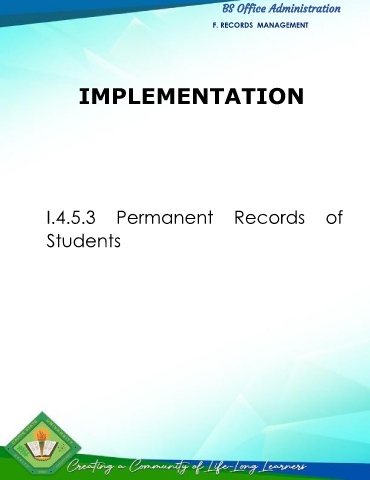 BS Office Administration
F. RECORDS MANAGEMENT
IMPLEMENTATION
I.4.5.3 Permanent Records of
Students
Creating a Community of Life-Long Learners